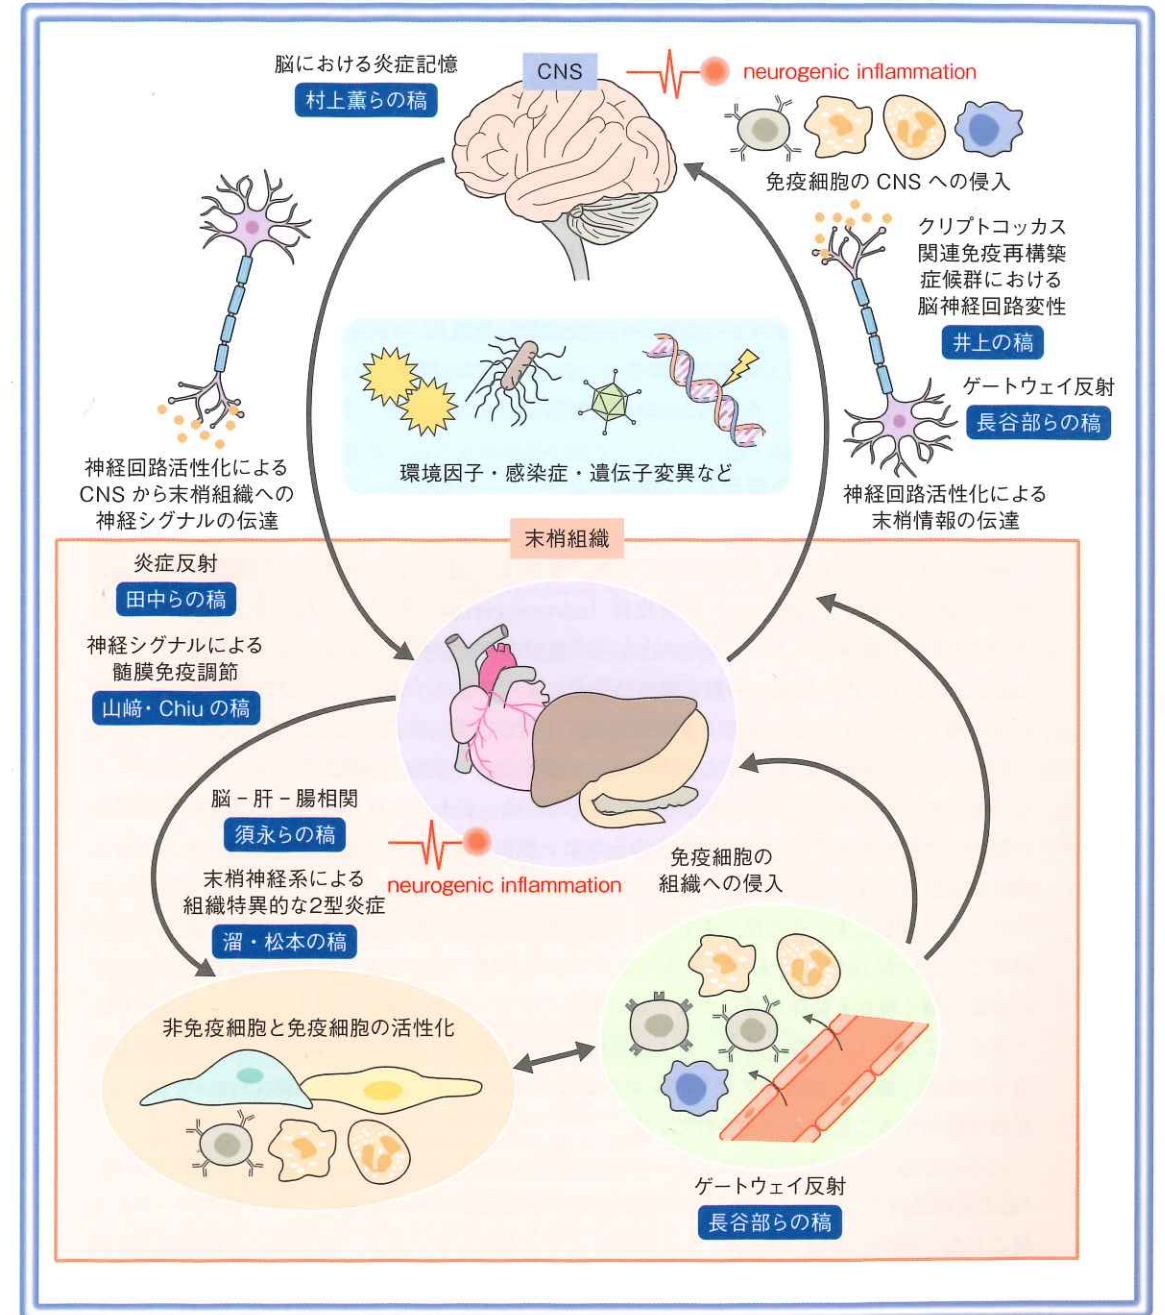 脳における炎症記憶
村上薫らの稿
CNS
neurogenic inflammation
免疫細胞の CNS への侵入
クリプトコッカス
関連免疫再構築
症候群における
脳神経回路変性
井上の稿
ゲートウェイ反射
長谷部らの稿
神経回路活性化による
末梢情報の伝達
神経回路活性化による
CNS から末梢組織への
神経シグナルの伝達
環境因子・感染症・遺伝子変異など
末梢組織
炎症反射
田中らの稿
神経シグナルによる
髄膜免疫調節
山﨑・Chiu の稿
脳－肝－腸相関
須永らの稿
末梢神経系による
組織特異的な2型炎症
溜・松本の稿
neurogenic inflammation
免疫細胞の
組織への侵入
非免疫細胞と免疫細胞の活性化
ゲートウェイ反射
長谷部らの稿